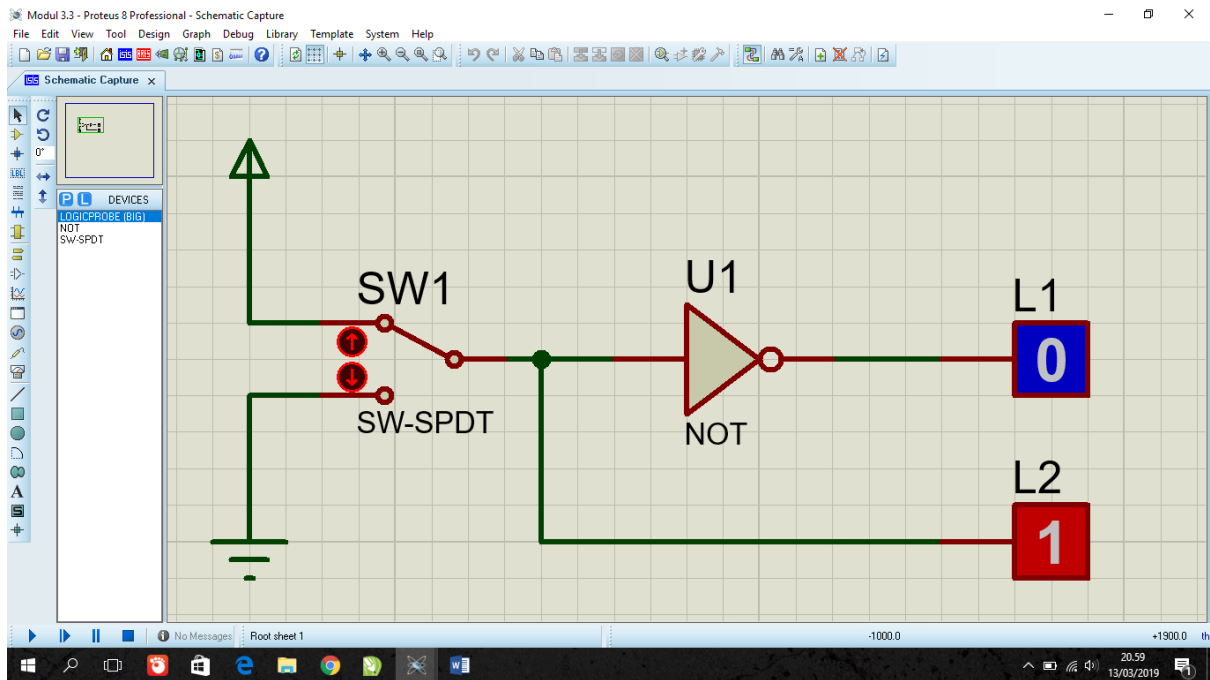 Modul 3.3 - Proteus 8 Professional - Schematic Capture
File Edit View Tool Design Graph Debug Library Template System Help
Schematic Capture
0°
P L DEVICES
LOGICPROBE (BIG)
NOT
SW-SPDT
SW1
SW-SPDT
U1
NOT
L1
0
L2
1
No Messages
Root sheet 1
-1000.0
+1900.0 th
20.59
13/03/2019